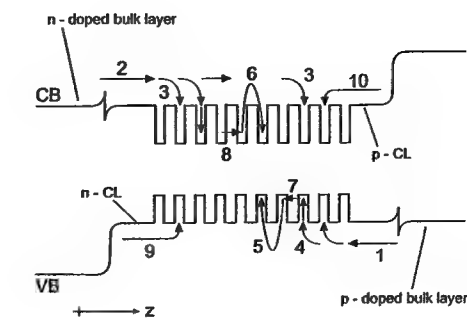 n - doped bulk layer
2
6
3
10
CB
3
8
p - CL
n - CL
7
9
5
4
1
VB
z
p - doped bulk layer